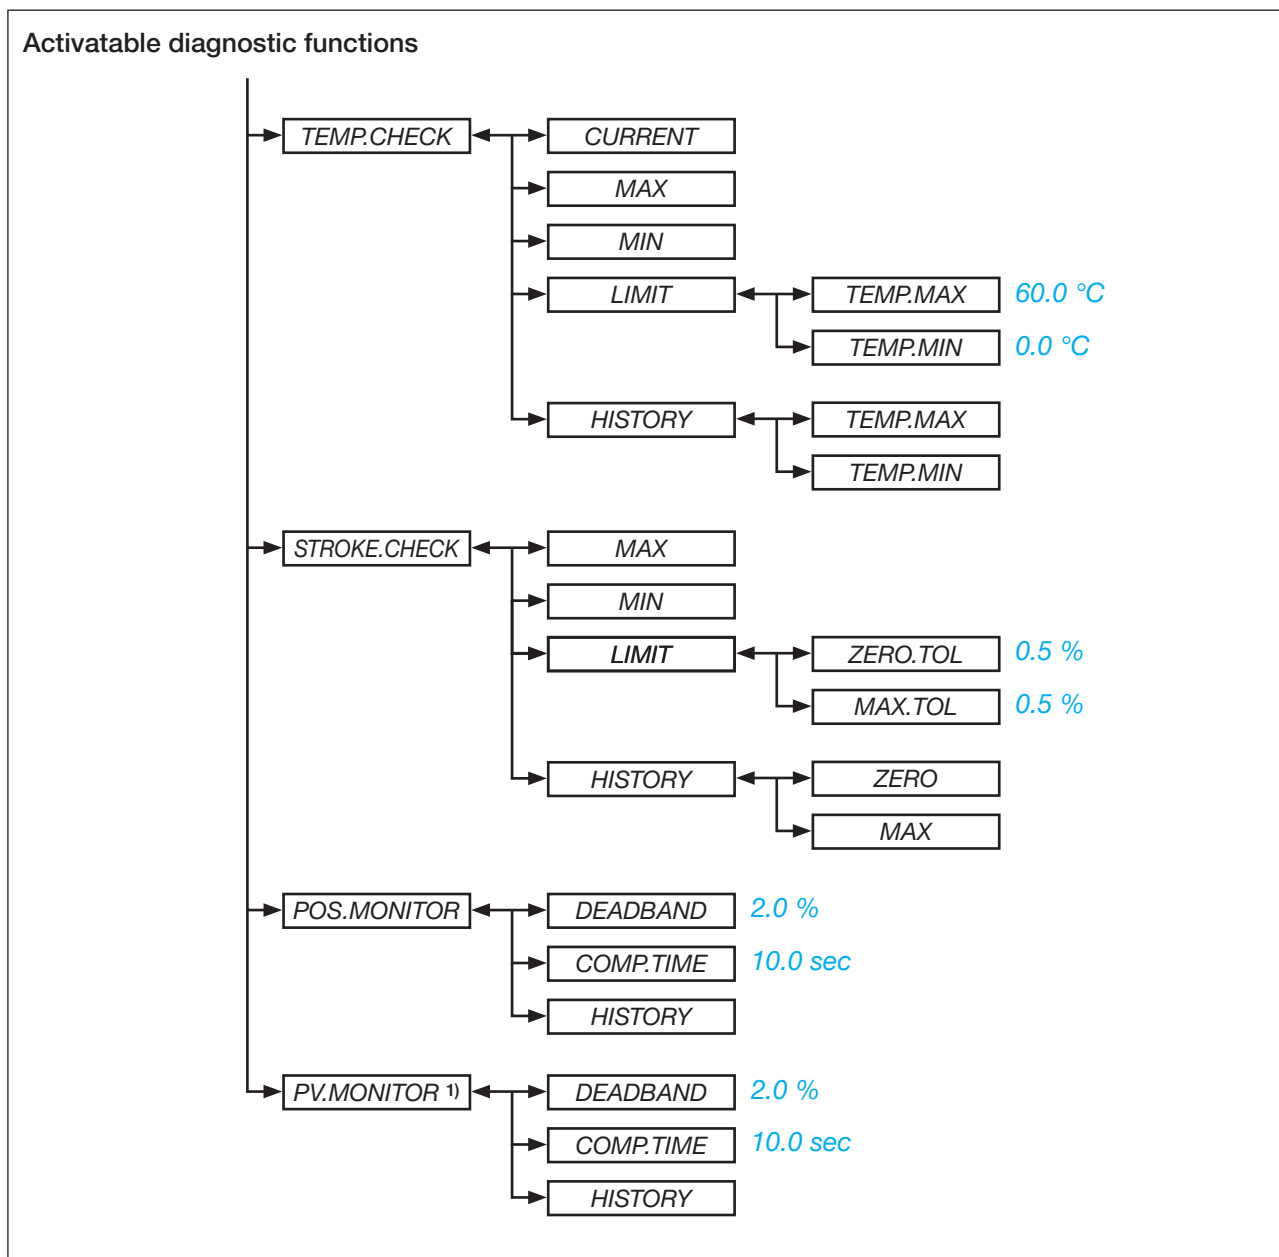 Activatable diagnostic functions
TEMP.CHECK
CURRENT
MAX
MIN
LIMIT
TEMP.MAX 60.0 °C
TEMP.MIN 0.0 °C
HISTORY
TEMP.MAX
TEMP.MIN
STROKE.CHECK
MAX
MIN
LIMIT
ZERO.TOL 0.5 %
MAX.TOL 0.5 %
HISTORY
ZERO
MAX
POS.MONITOR
DEADBAND 2.0 %
COMP.TIME 10.0 sec
HISTORY
PV.MONITOR 1)
DEADBAND 2.0 %
COMP.TIME 10.0 sec
HISTORY